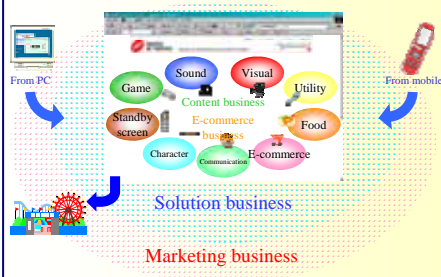 Sound
Visual
Game
Utility
From PC
From mobile
Content business
Standby
screen
E-commerce
business
Food
Character
Communication
E-commerce
Solution business
Marketing business